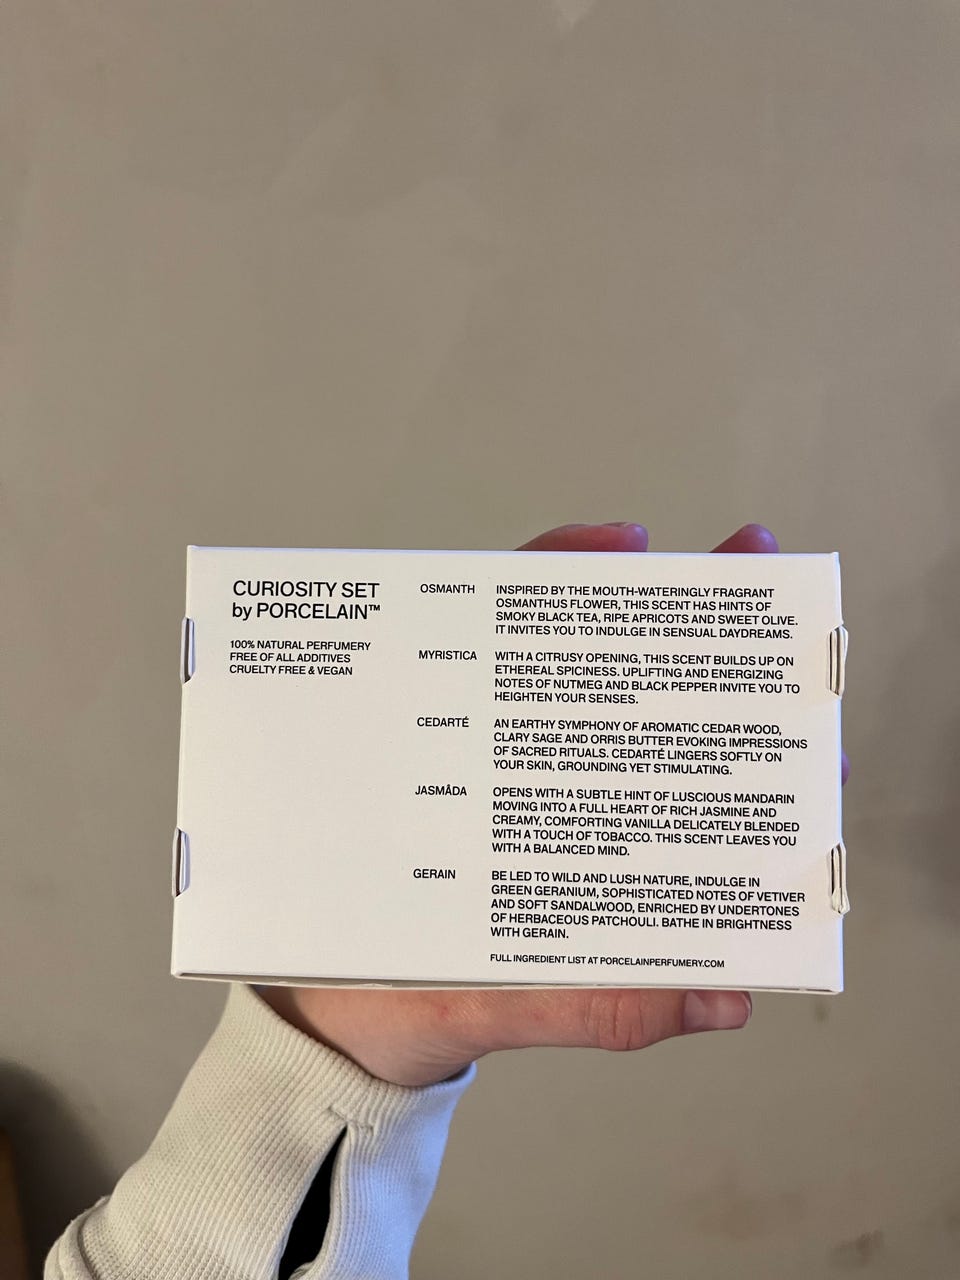 CURIOSITY SET
by PORCELAIN™
100% NATURAL PERFUMERY
FREE OF ALL ADDITIVES
CRUELTY FREE & VEGAN
OSMANTH
INSPIRED BY THE MOUTH-WATERINGLY FRAGRANT
OSMANTHUS FLOWER, THIS SCENT HAS HINTS OF
SMOKY BLACK TEA, RIPE APRICOTS AND SWEET OLIVE.
IT INVITES YOU TO INDULGE IN SENSUAL DAYDREAMS.
MYRISTICA
WITH A CITRUSY OPENING, THIS SCENT BUILDS UP ON
ETHEREAL SPICINESS. UPLIFTING AND ENERGIZING
NOTES OF NUTMEG AND BLACK PEPPER INVITE YOU TO
HEIGHTEN YOUR SENSES.
CEDARTÉ
AN EARTHY SYMPHONY OF AROMATIC CEDAR WOOD,
CLARY SAGE AND ORRIS BUTTER EVOKING IMPRESSIONS
OF SACRED RITUALS. CEDARTÉ LINGERS SOFTLY ON
YOUR SKIN, GROUNDING YET STIMULATING.
JASMÅDA
OPENS WITH A SUBTLE HINT OF LUSCIOUS MANDARIN
MOVING INTO A FULL HEART OF RICH JASMINE AND
CREAMY, COMFORTING VANILLA DELICATELY BLENDED
WITH A TOUCH OF TOBACCO. THIS SCENT LEAVES YOU
WITH A BALANCED MIND.
GERAIN
BE LED TO WILD AND LUSH NATURE, INDULGE IN
GREEN GERANIUM, SOPHISTICATED NOTES OF VETIVER
AND SOFT SANDALWOOD, ENRICHED BY UNDERTONES
OF HERBACEOUS PATCHOULI. BATHE IN BRIGHTNESS
WITH GERAIN.
FULL INGREDIENT LIST AT PORCELAINPERFUMERY.COM